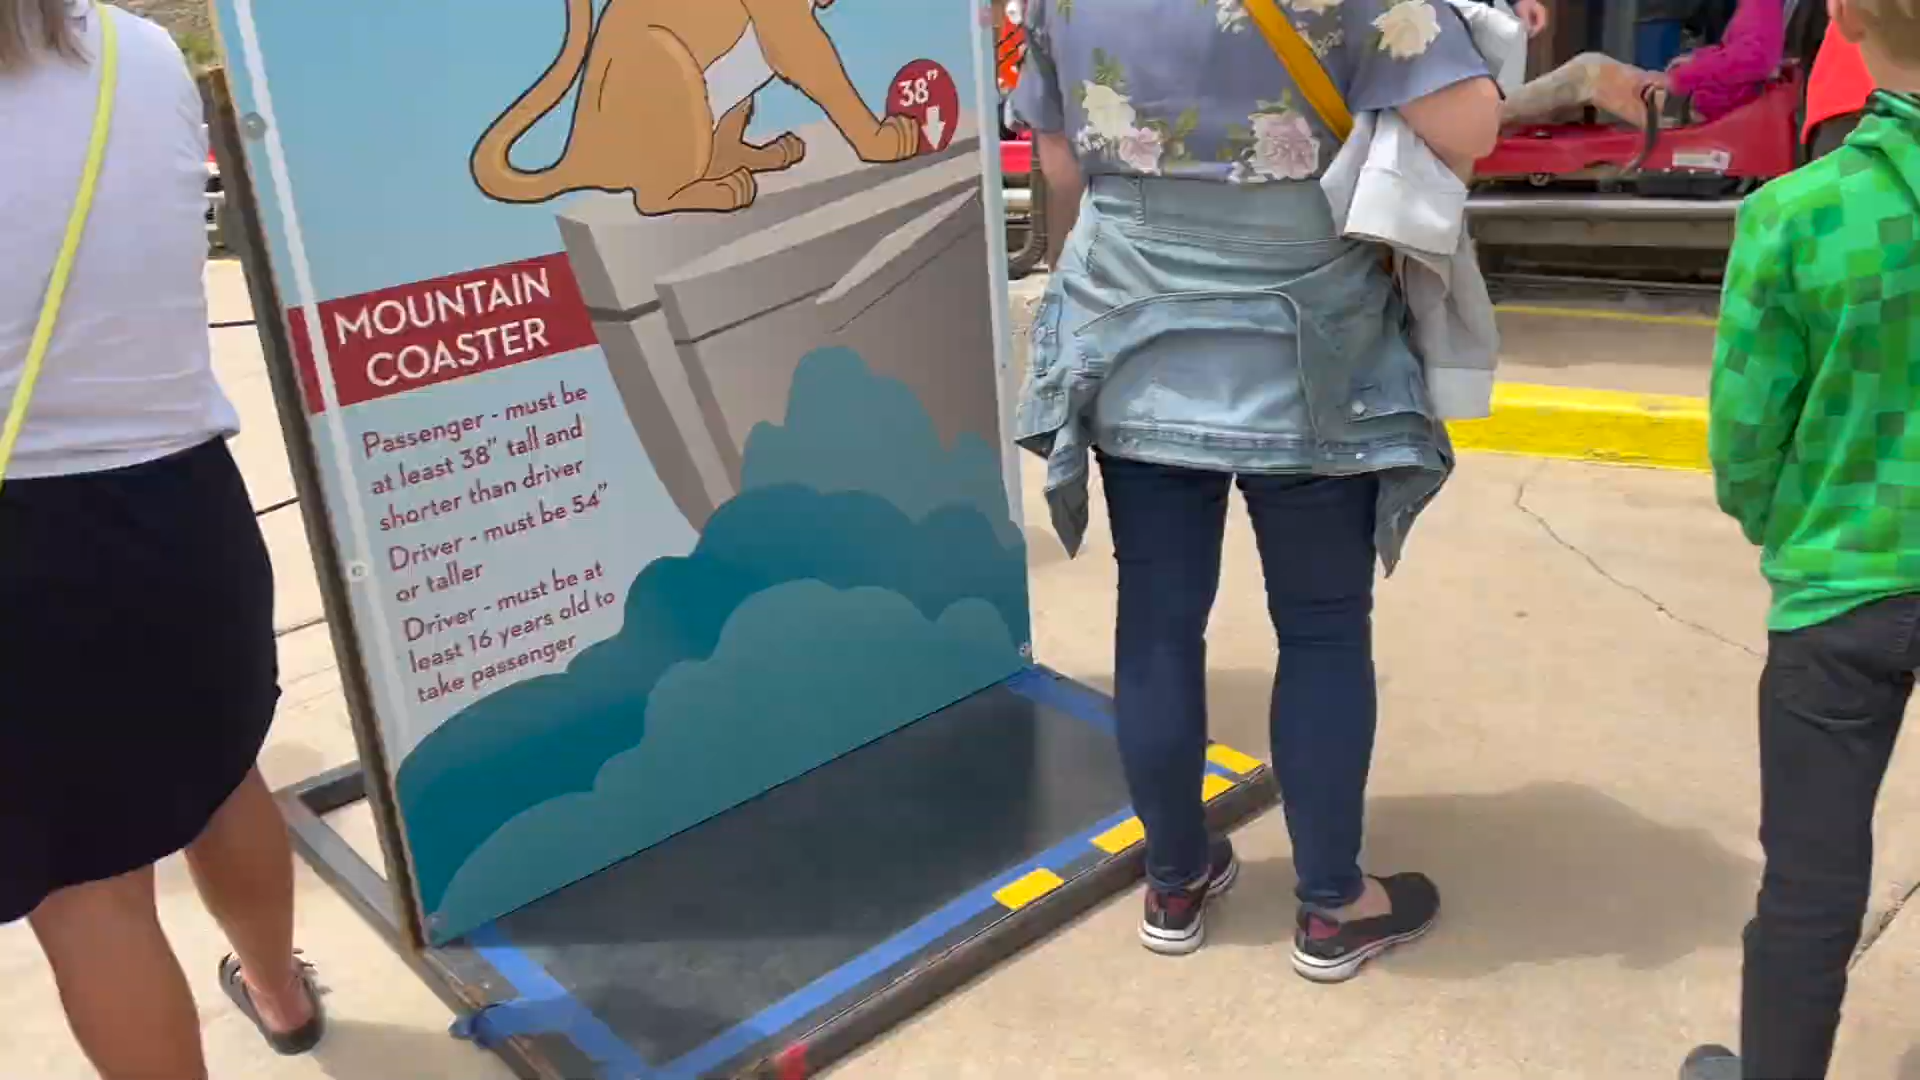 38"
MOUNTAIN
COASTER
Passenger - must be
at least 38" tall and
shorter than driver
Driver - must be 54"
or taller
Driver - must be at
least 16 years old to
take passenger